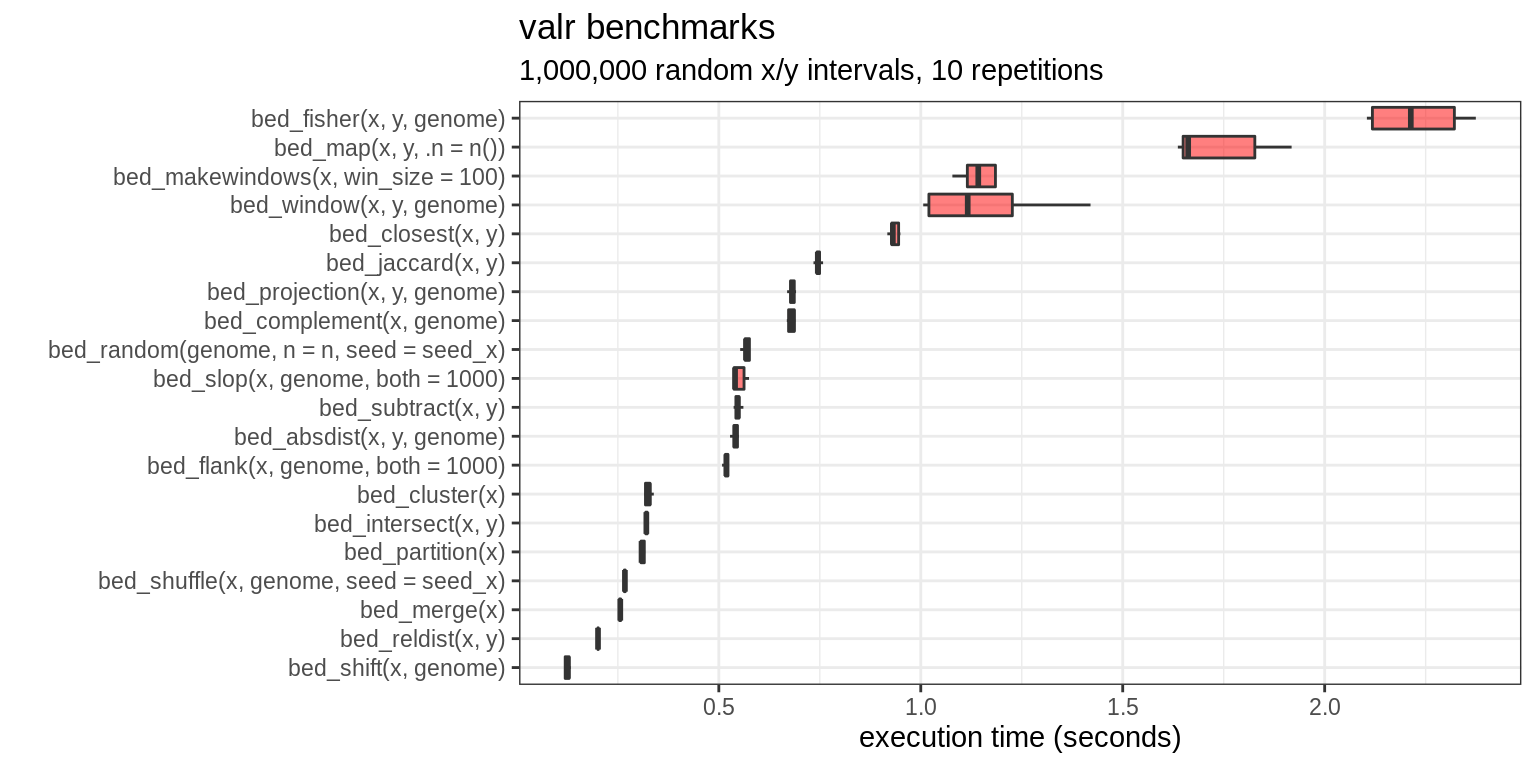 valr benchmarks
1,000,000 random x/y intervals, 10 repetitions
bed_fisher(x, y, genome)
bed_map(x, y, .n = n())
bed_makewindows(x, win_size = 100)
bed_window(x, y, genome)
bed_closest(x, y)
bed_jaccard(x, y)
bed_projection(x, y, genome)
bed_complement(x, genome)
bed_random(genome, n = n, seed = seed_x)
bed_slop(x, genome, both = 1000)
bed_subtract(x, y)
bed_absdist(x, y, genome)
bed_flank(x, genome, both = 1000)
bed_cluster(x)
bed_intersect(x, y)
bed_partition(x)
bed_shuffle(x, genome, seed = seed_x)
bed_merge(x)
bed_reldist(x, y)
bed_shift(x, genome)
0.5 1.0 1.5 2.0
execution time (seconds)